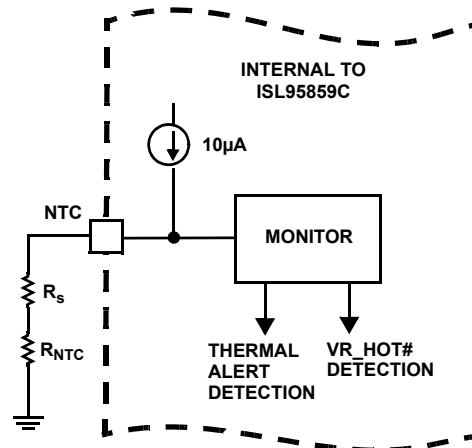 INTERNAL TO
ISL95859C
10µA
NTC
MONITOR
Rs
RNTC
THERMAL
ALERT
DETECTION
VR_HOT#
DETECTION